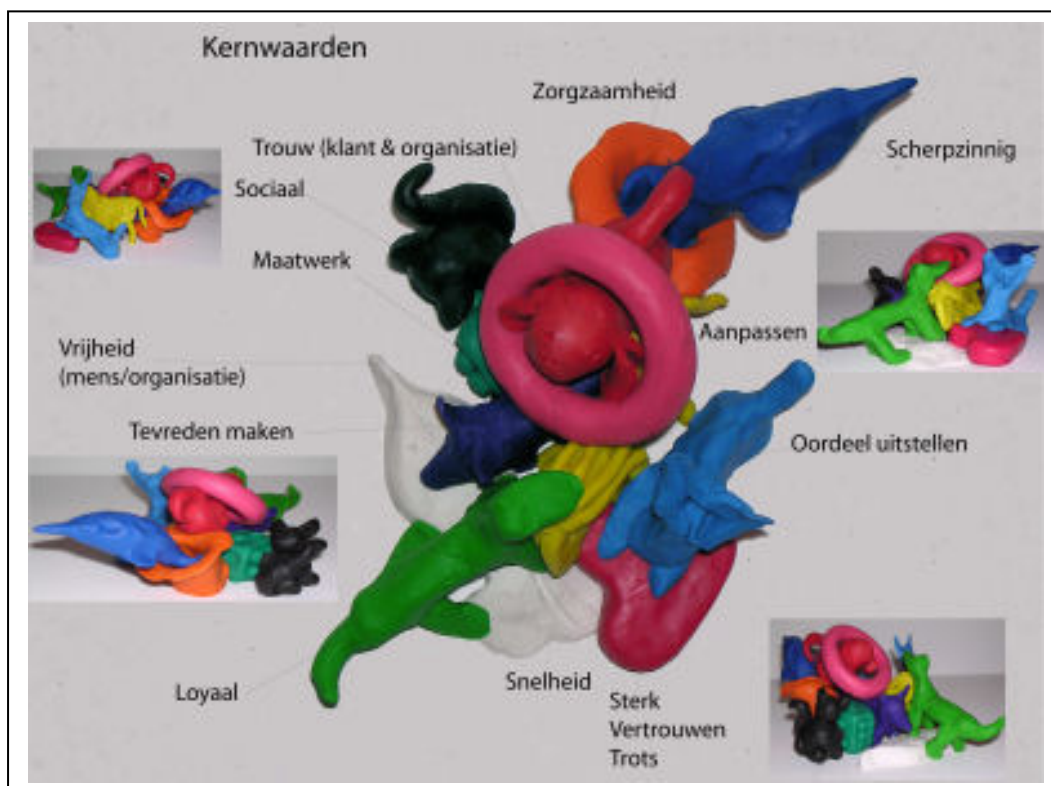 Kernwaarden
Zorgzaamheid
Trouw (klant & organisatie)
Scherpzinnig
Sociaal
Maatwerk
Aanpassen
Vrijheid
(mens/organisatie)
Tevreden maken
Oordeel uitstellen
Snelheid
Loyaal
Sterk
Vertrouwen
Trots